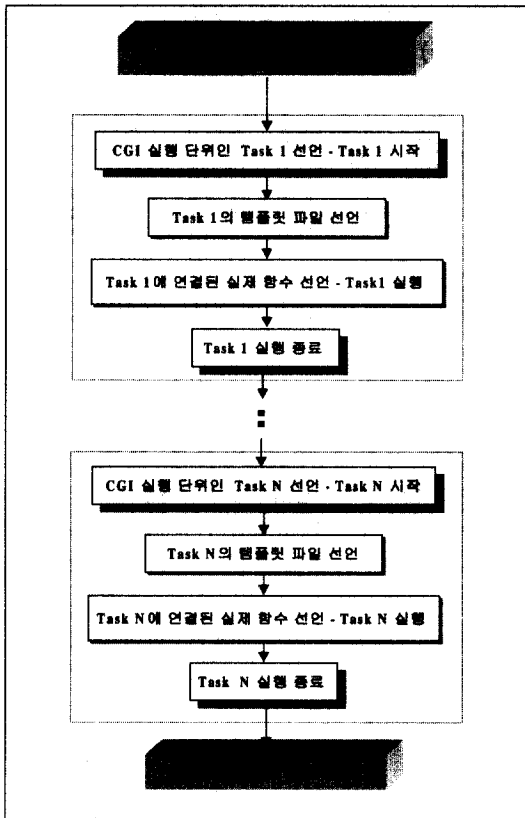 CGI 실행 단위인 Task 1 선언 - Task 1 시작
Task 1의 템플릿 파일 선언
Task 1에 연결된 실제 함수 선언 - Task1 실행
Task 1 실행 종료
CGI 실행 단위인 Task N 선언 - Task N 시작
Task N의 템플릿 파일 선언
Task N에 연결된 실제 함수 선언 - Task N 실행
Task N 실행 종료